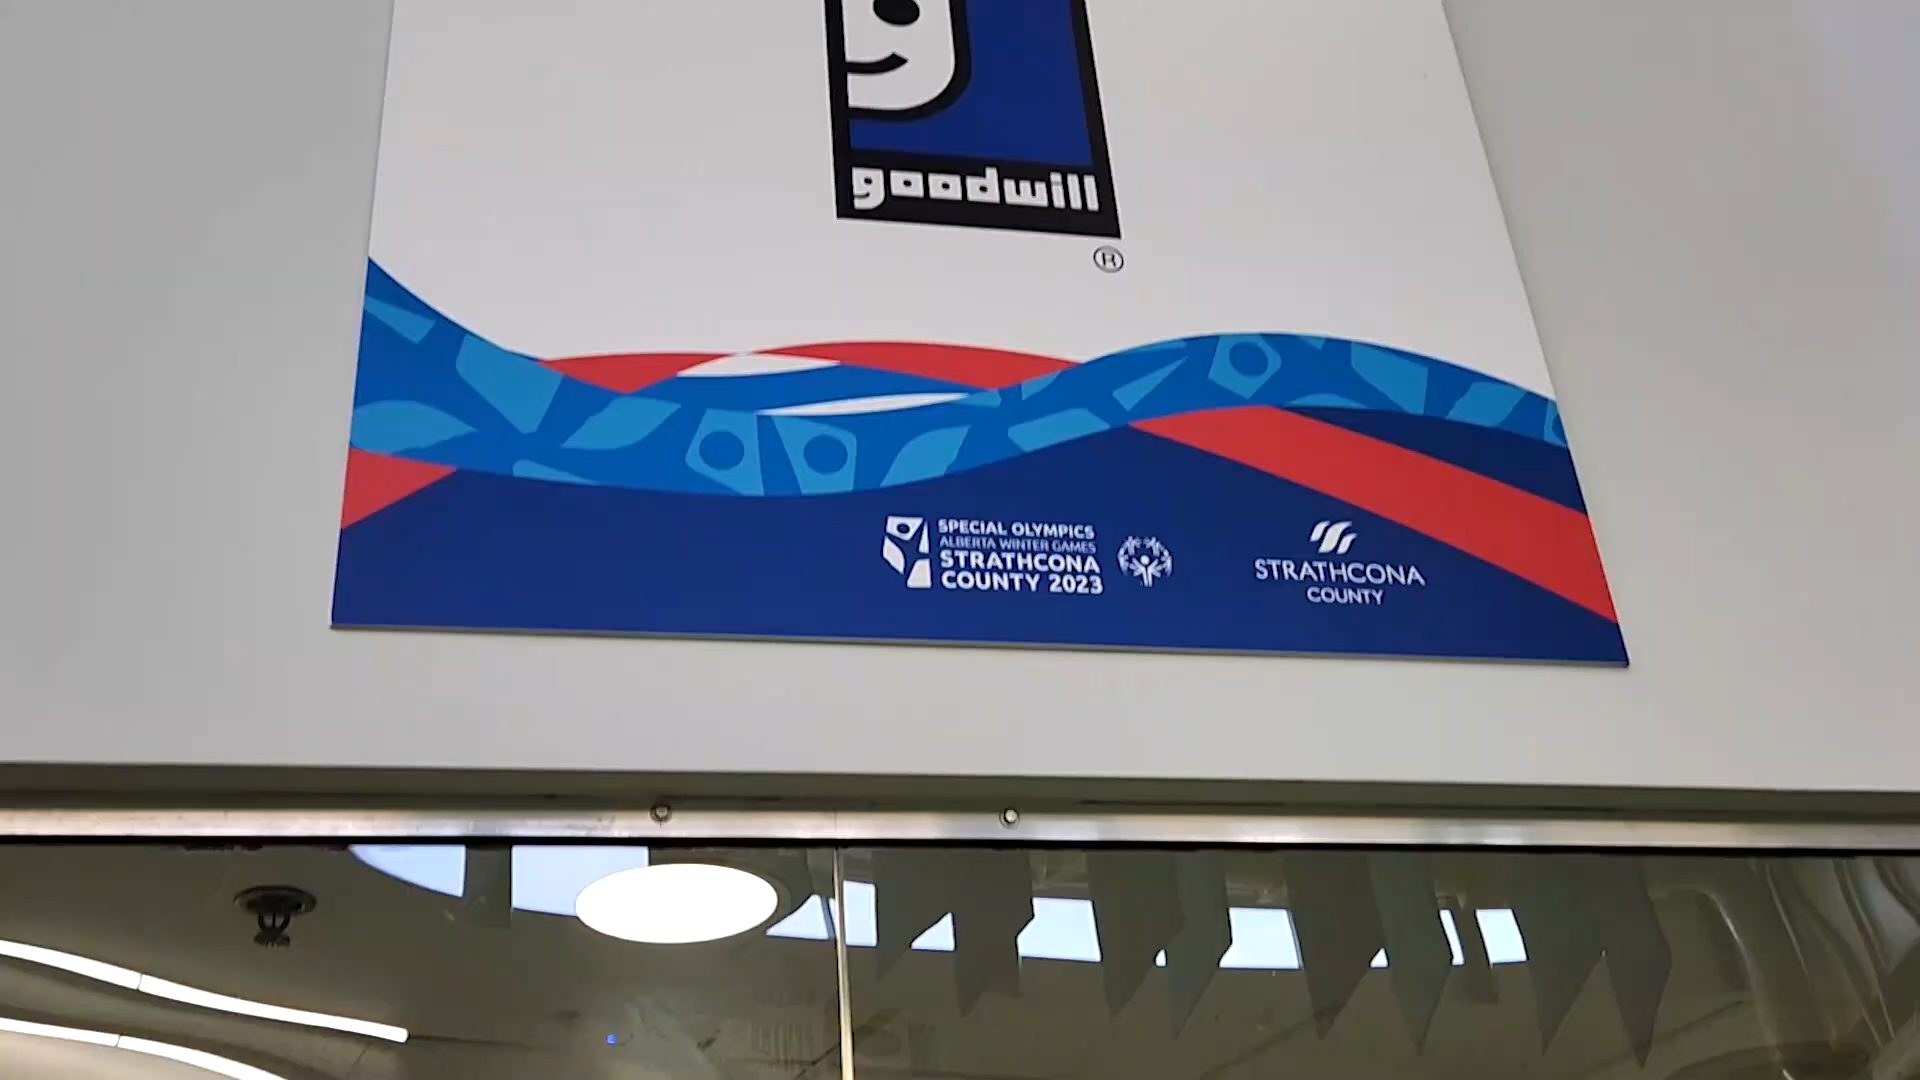 goodwill
®
SPECIAL OLYMPICS
ALBERTA WINTER GAMES
STRATHCONA
COUNTY 2023
STRATHCONA
COUNTY